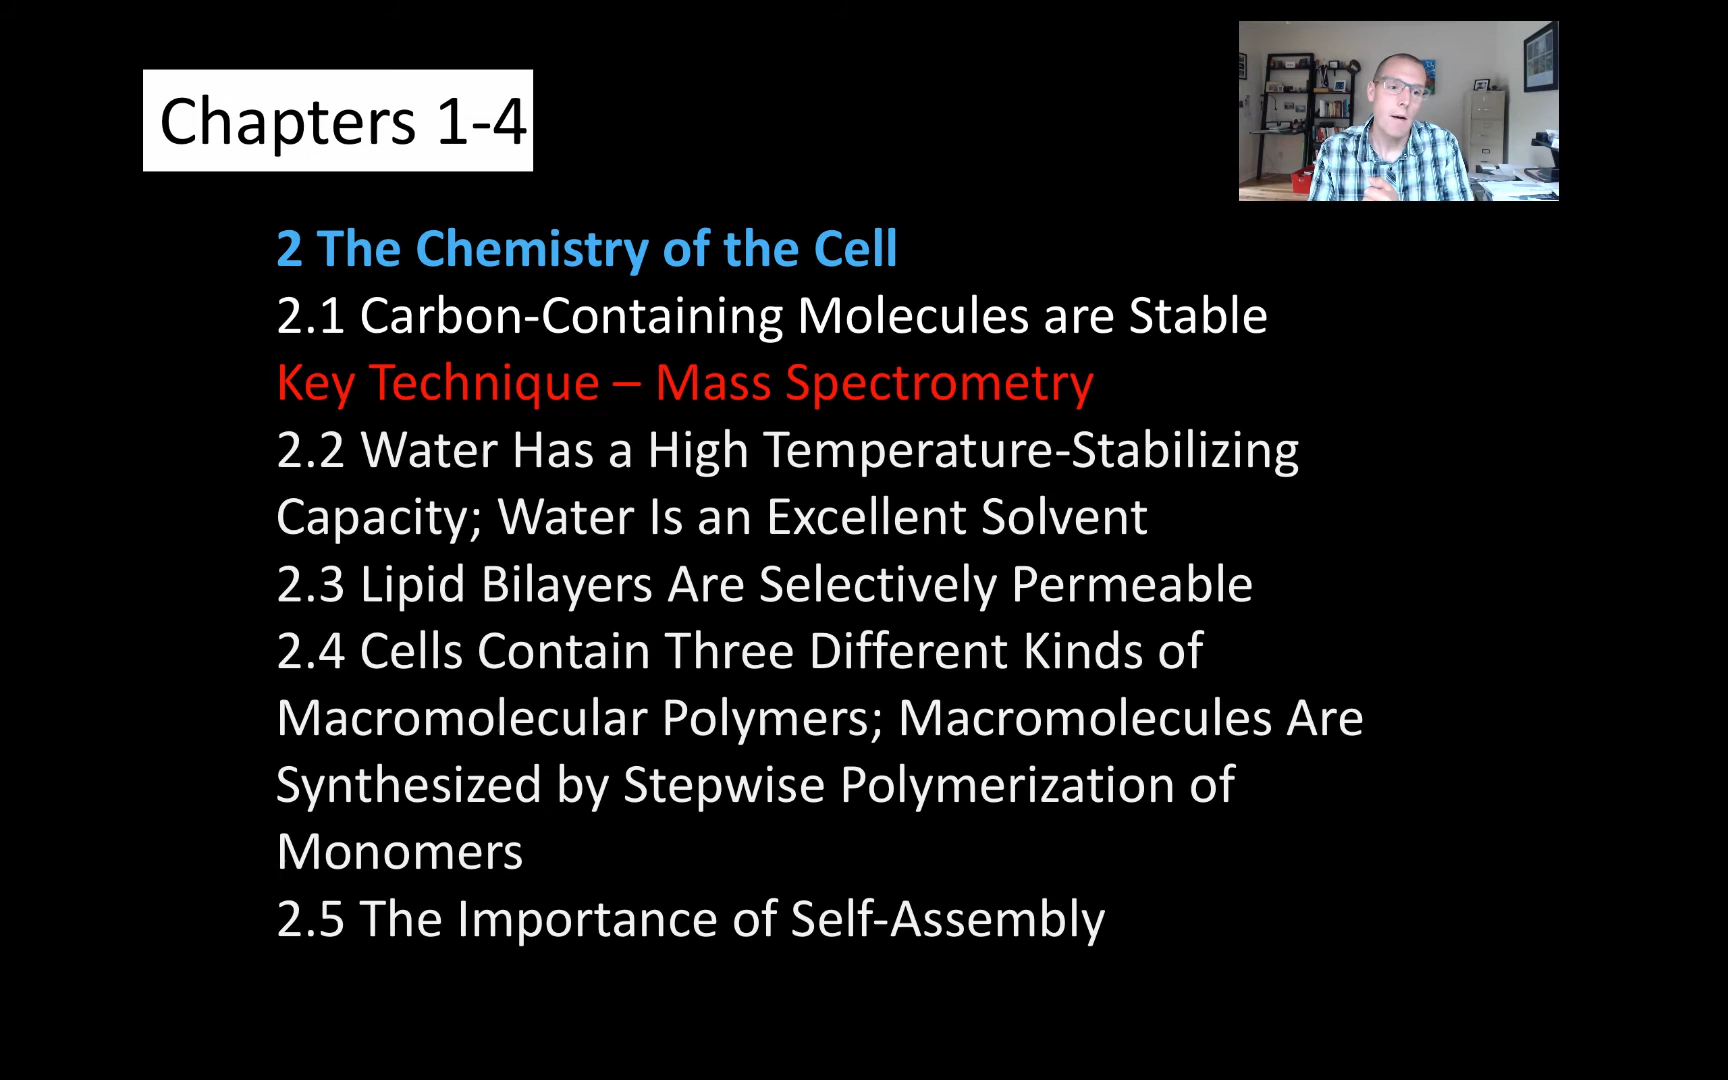 Chapters 1-4
2 The Chemistry of the Cell
2.1 Carbon-Containing Molecules are Stable
Key Technique – Mass Spectrometry
2.2 Water Has a High Temperature-Stabilizing
Capacity; Water Is an Excellent Solvent
2.3 Lipid Bilayers Are Selectively Permeable
2.4 Cells Contain Three Different Kinds of
Macromolecular Polymers; Macromolecules Are
Synthesized by Stepwise Polymerization of
Monomers
2.5 The Importance of Self-Assembly